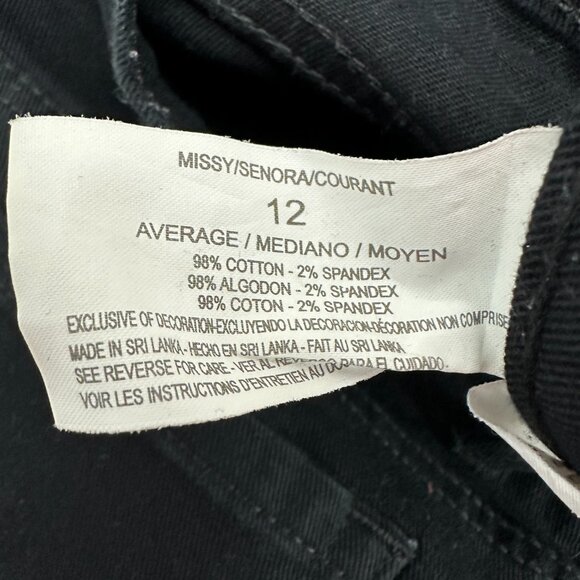 MISSY/SENORA/COURANT
12
AVERAGE / MEDIANO / MOYEN
98% COTTON - 2% SPANDEX
98% ALGODON - 2% SPANDEX
98% COTON - 2% SPANDEX
EXCLUSIVE OF DECORATION-EXCLUYENDO LA DECORACION-DÉCORATION NON COMPRISE
MADE IN SRI LANKA - HECHO EN SRI LANKA - FAIT AU SRI LANKA
SEE REVERSE FOR CARE - VER AL PARA EL CUIDADO -
VOIR LES INSTRUCTIONS D'ENTRETIEN AU